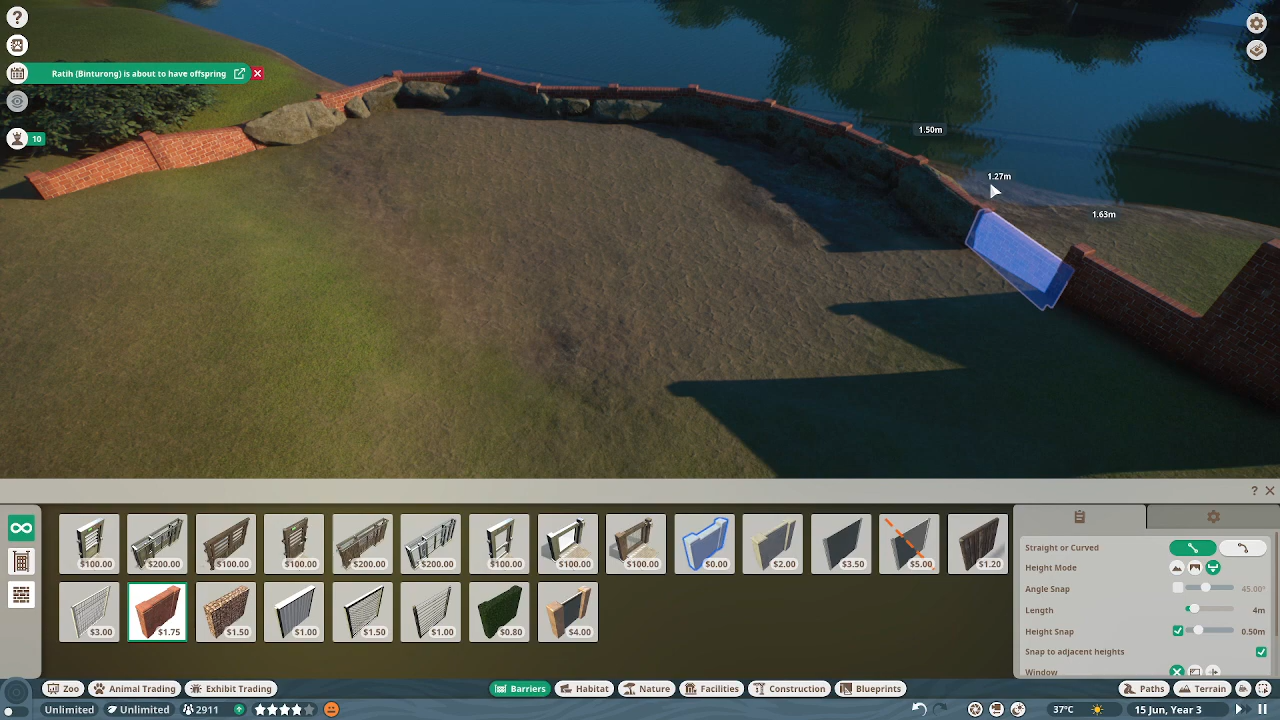 ?
Ratih (Binturong) is about to have offspring
10
1.50m
1.27m
1.63m
?
$100.00
$200.00
$100.00
$100.00
$200.00
$200.00
$100.00
$100.00
$100.00
$0.00
$2.00
$3.50
$5.00
$1.20
$3.00
$1.75
$1.50
$1.00
$1.50
$1.00
$0.80
$4.00
Straight or Curved
Height Mode
Angle Snap 45.00°
Length 4m
Height Snap 0.50m
Snap to adjacent heights
Window
Zoo
Animal Trading
Exhibit Trading
Barriers
Habitat
Nature
Facilities
Construction
Blueprints
Paths
Terrain
Unlimited
Unlimited
2911
37°C
15 Jun, Year 3